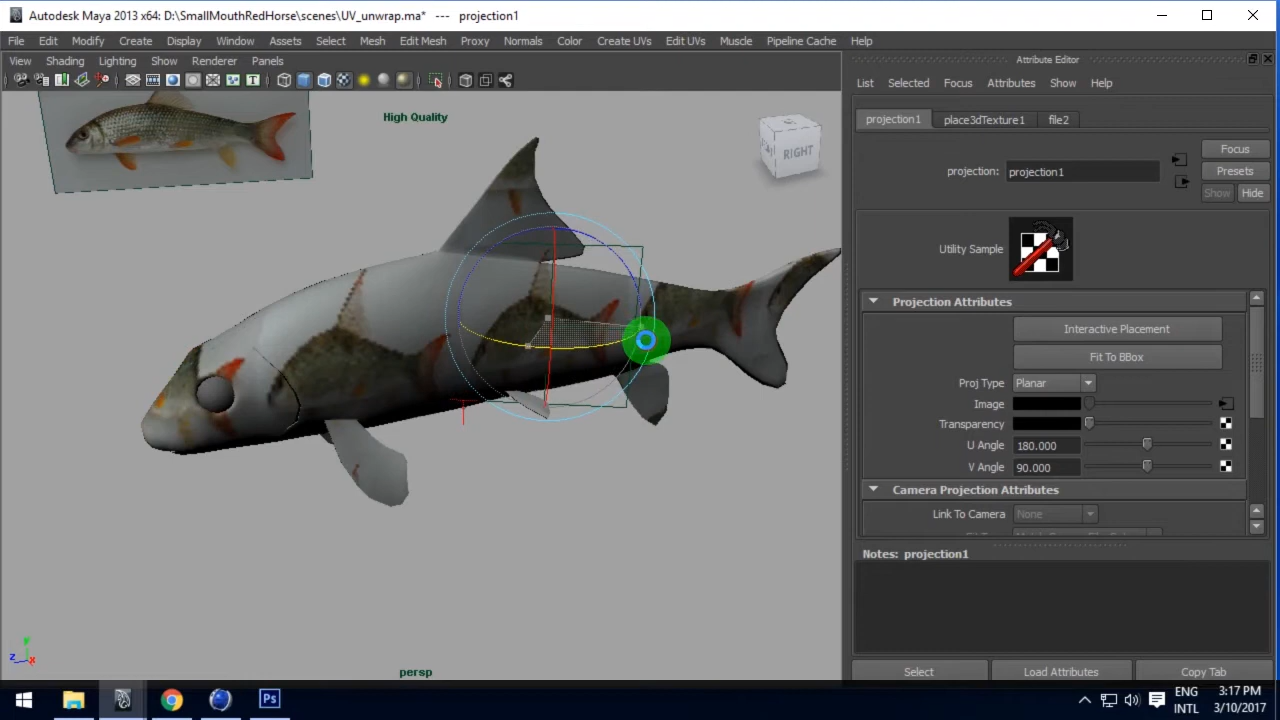 Autodesk Maya 2013 x64: D:\SmallMouthRedHorse\scenes\UV_unwrap.ma* --- projection1
File Edit Modify Create Display Window Assets Select Mesh Edit Mesh Proxy Normals Color Create UVs Edit UVs Muscle Pipeline Cache Help
View Shading Lighting Show Renderer Panels
High Quality
RIGHT
persp
y
z x
Attribute Editor
List Selected Focus Attributes Show Help
projection1 place3dTexture1 file2
Focus
projection: projection1
Presets
Show Hide
Utility Sample
Projection Attributes
Interactive Placement
Fit To BBox
Proj Type Planar
Image
Transparency
U Angle 180.000
V Angle 90.000
Camera Projection Attributes
Link To Camera None
Notes: projection1
Select Load Attributes Copy Tab
Ps
ENG
INTL
3:17 PM
3/10/2017